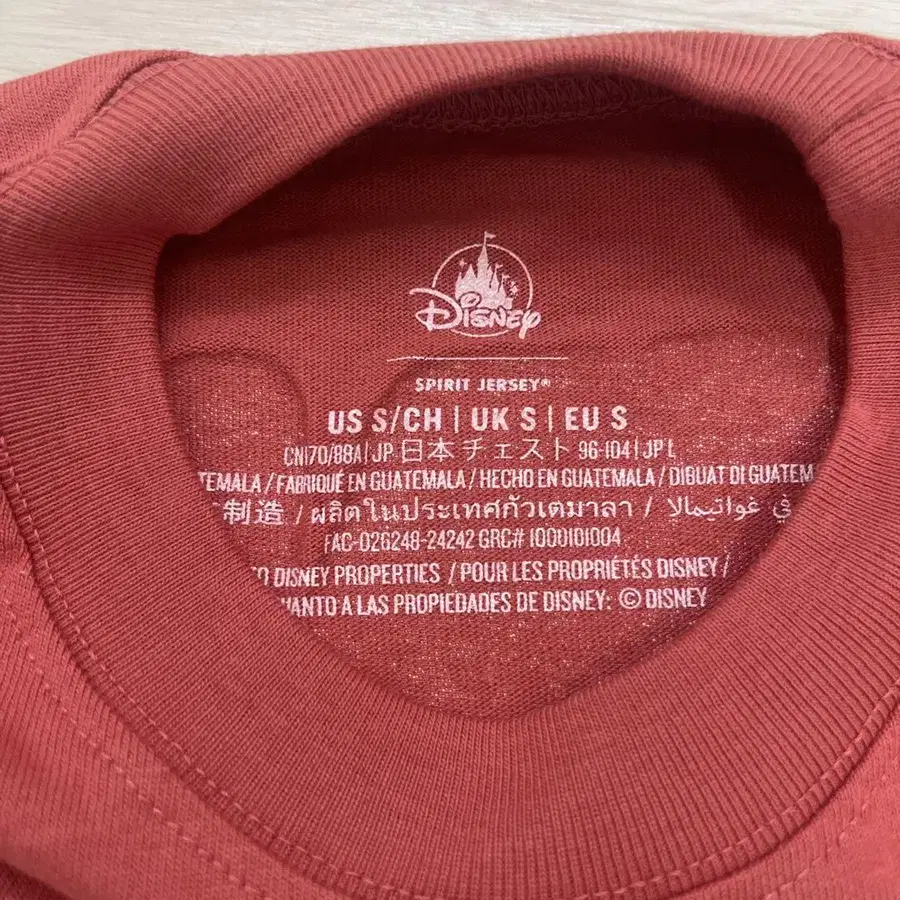 Disney
SPIRIT JERSEY®
US S/CH | UK S | EU S
CN170/88A | JP 日本 チェスト 96-104 | JP L
TEMALA / FABRIQUÉ EN GUATEMALA / HECHO EN GUATEMALA / DIBUAT DI GUATEM
制造 / ผลิตในประเทศกัวเตมาลา / في غواتيمالا
FAC-026248-24242 GRC# 1000101004
TO DISNEY PROPERTIES / POUR LES PROPRIÉTÉS DISNEY /
ANTO A LAS PROPIEDADES DE DISNEY: © DISNEY